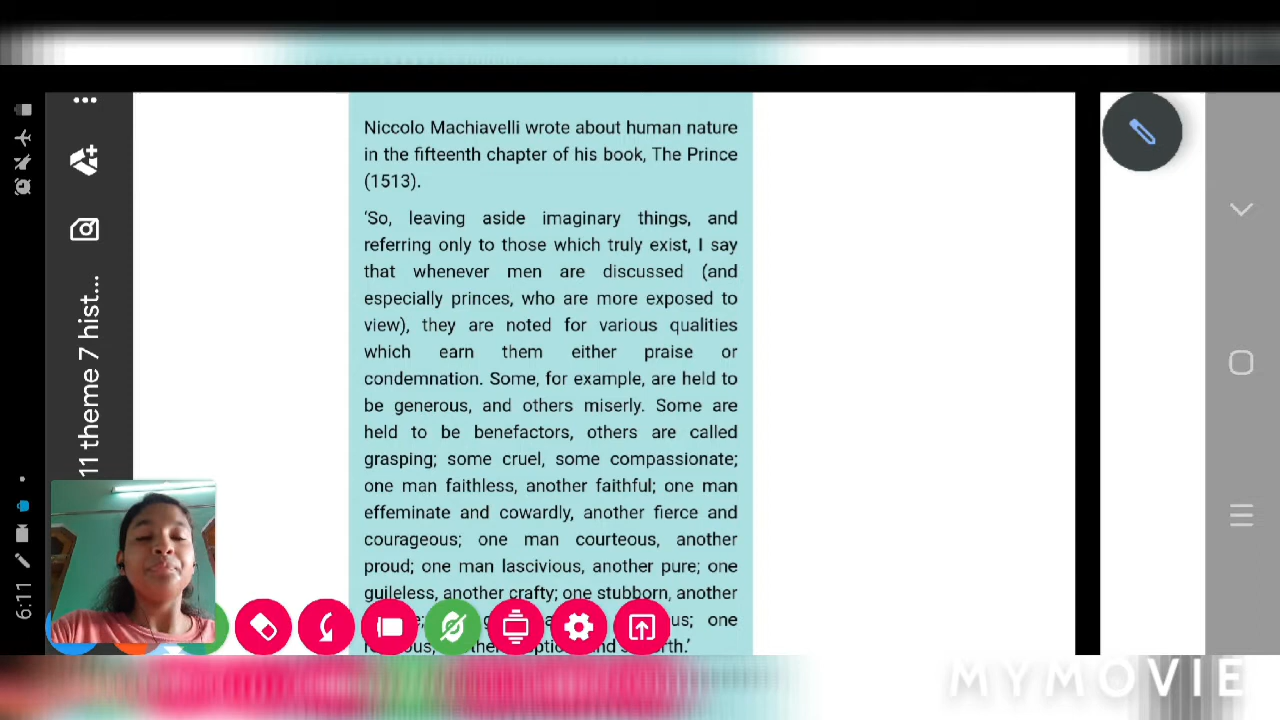 Niccolo Machiavelli wrote about human nature
in the fifteenth chapter of his book, The Prince
(1513).
'So, leaving aside imaginary things, and
referring only to those which truly exist, I say
that whenever men are discussed (and
especially princes, who are more exposed to
view), they are noted for various qualities
which earn them either praise or
condemnation. Some, for example, are held to
be generous, and others miserly. Some are
held to be benefactors, others are called
grasping; some cruel, some compassionate;
one man faithless, another faithful; one man
effeminate and cowardly, another fierce and
courageous; one man courteous, another
proud; one man lascivious, another pure; one
guileless, another crafty; one stubborn, another
one
11 theme 7 hist...
6:11
MYMOVIE